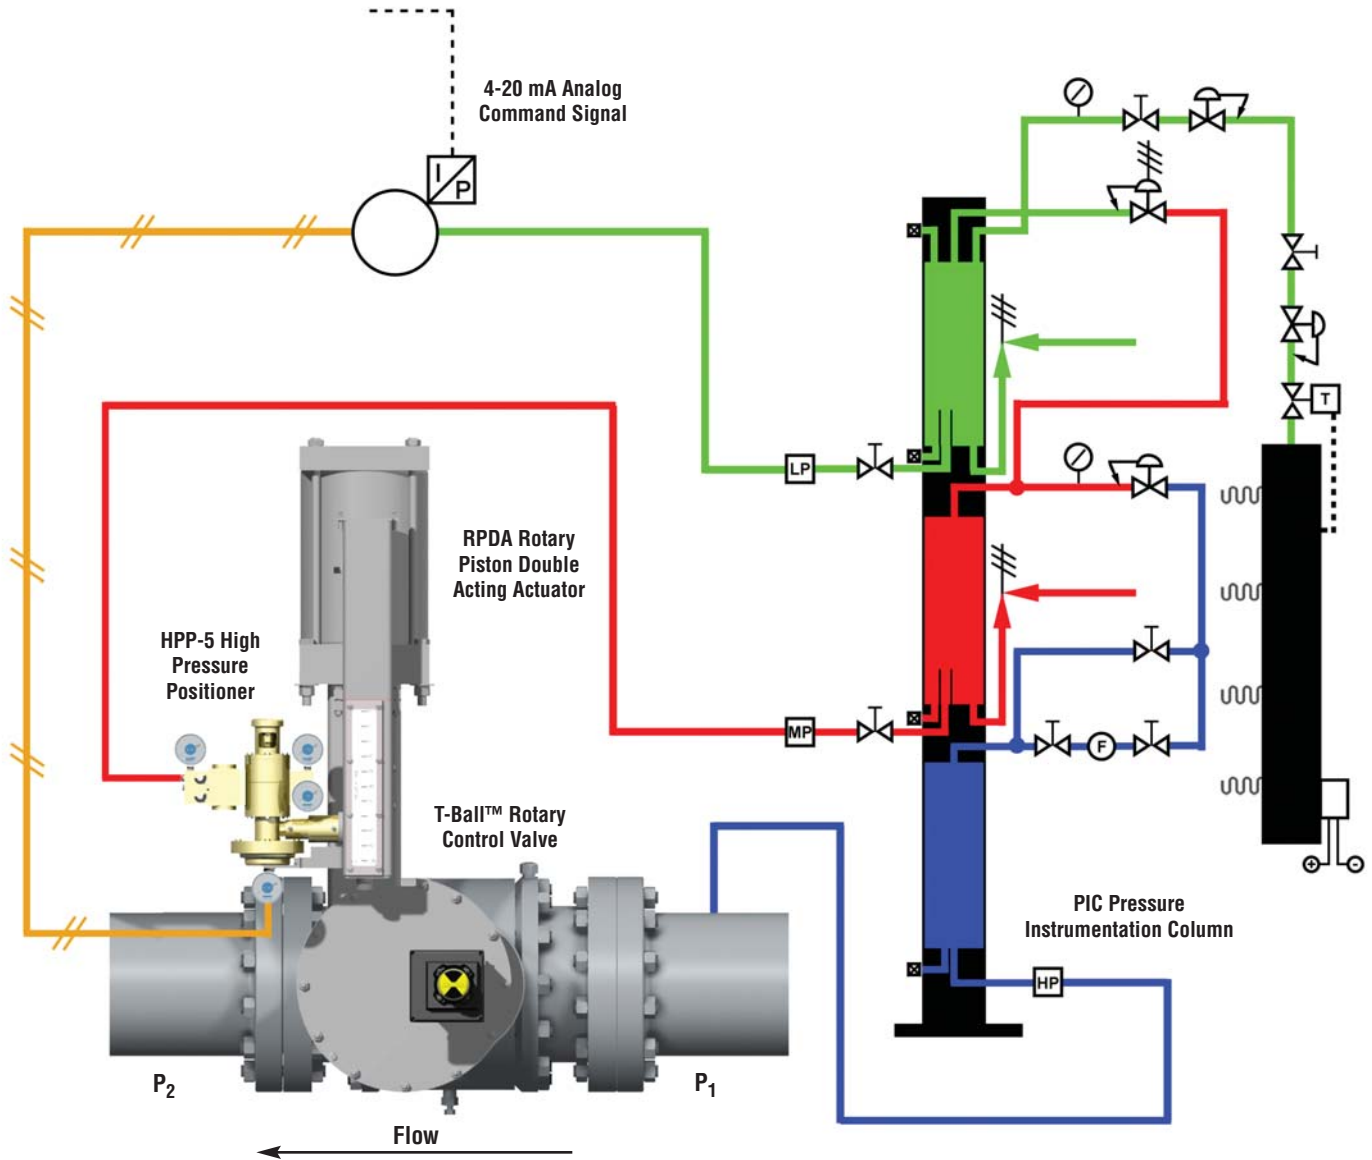 4-20 mA Analog
Command Signal
I
P
RPDA Rotary
Piston Double
Acting Actuator
HPP-5 High
Pressure
Positioner
T-Ball™ Rotary
Control Valve
LP
MP
HP
F
T
PIC Pressure
Instrumentation Column
P2
P1
Flow